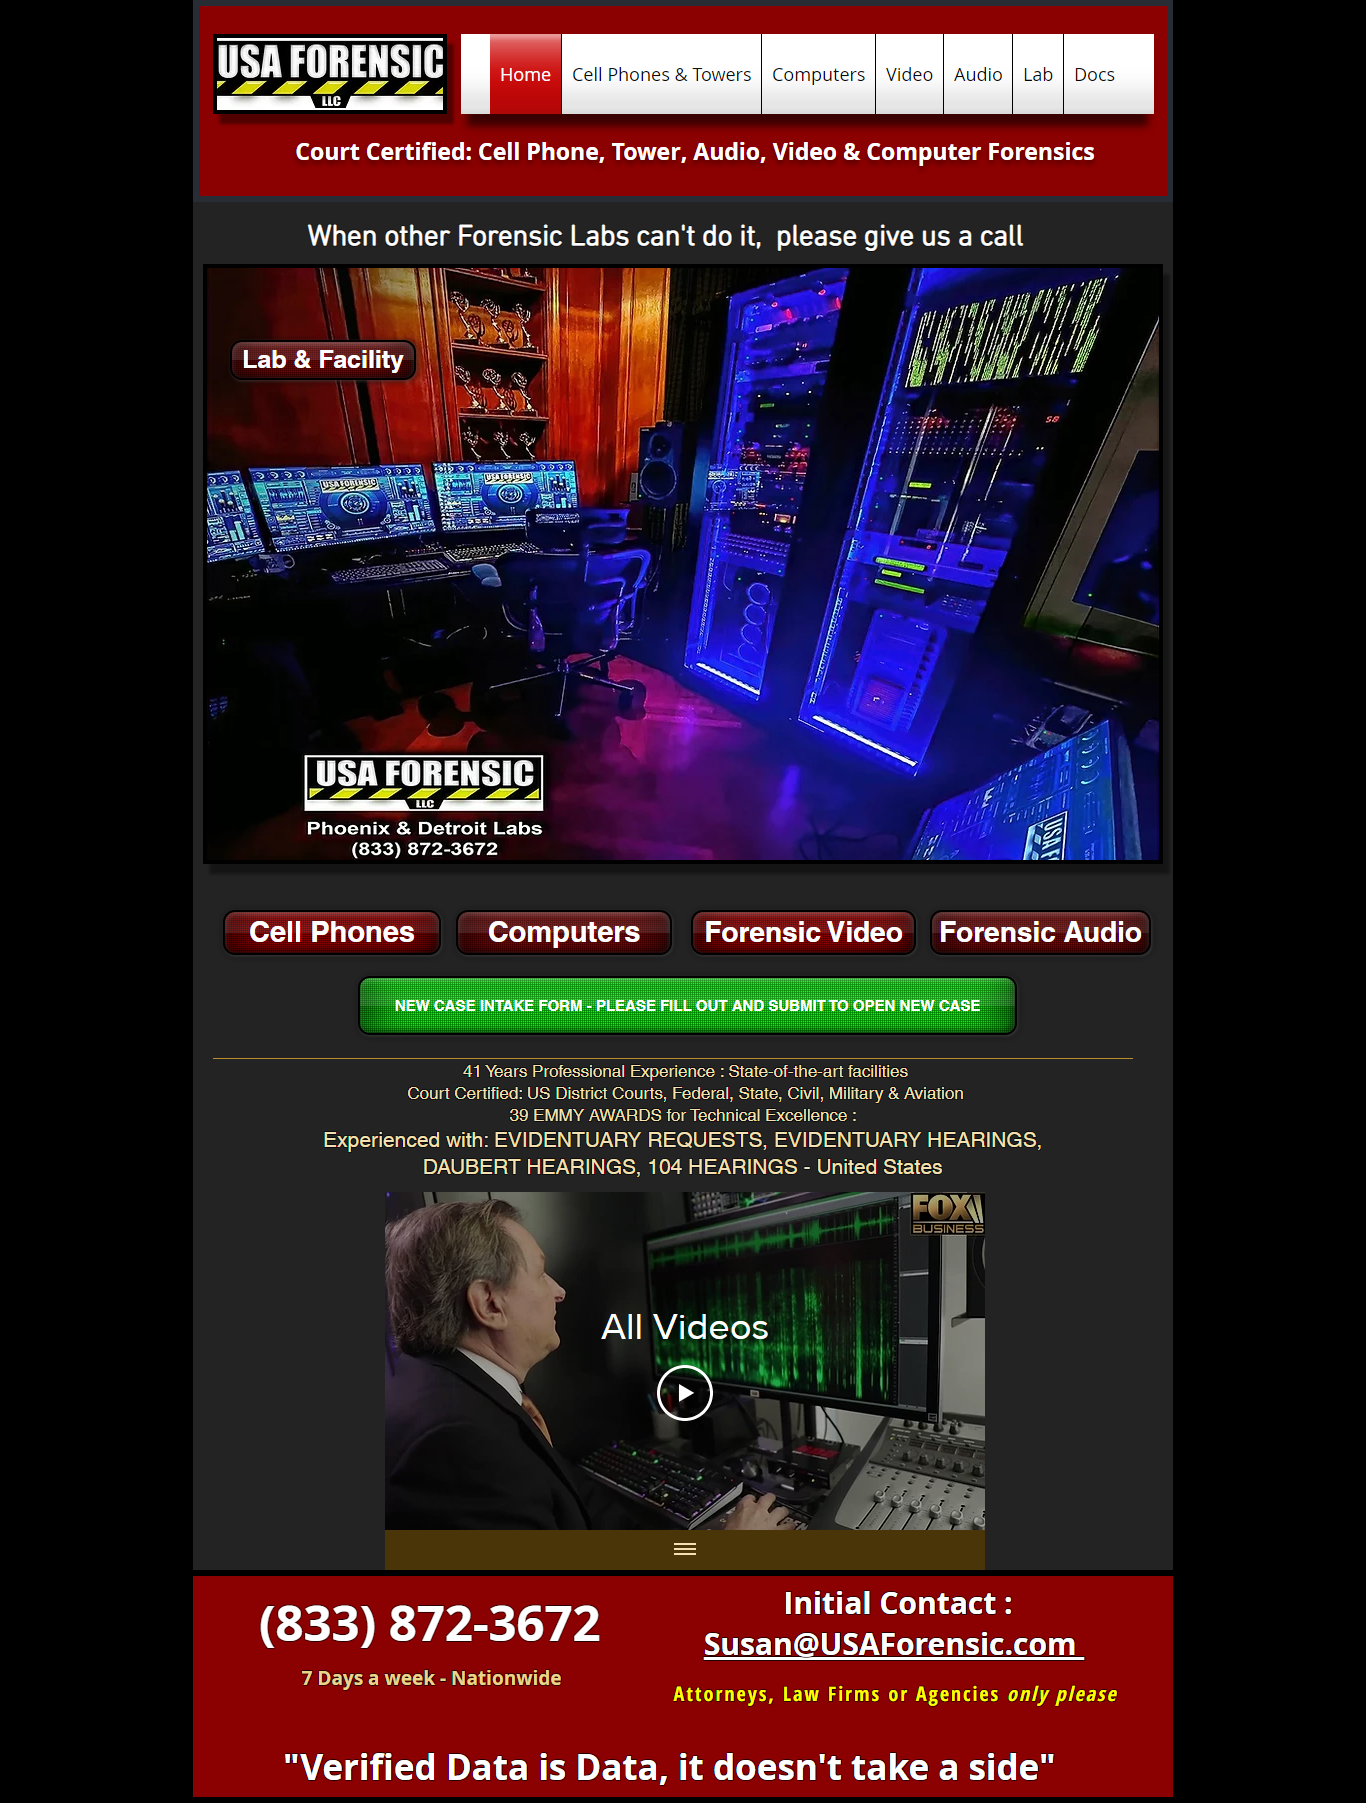 USA FORENSIC
LLC
Home
Cell Phones & Towers
Computers
Video
Audio
Lab
Docs
Court Certified: Cell Phone, Tower, Audio, Video & Computer Forensics
When other Forensic Labs can't do it, please give us a call
Lab & Facility
USA FORENSIC
USA FORENSIC
USA FORENSIC
LLC
Phoenix & Detroit Labs
(833) 872-3672
Cell Phones
Computers
Forensic Video
Forensic Audio
NEW CASE INTAKE FORM - PLEASE FILL OUT AND SUBMIT TO OPEN NEW CASE
41 Years Professional Experience : State-of-the-art facilities
Court Certified: US District Courts, Federal, State, Civil, Military & Aviation
39 EMMY AWARDS for Technical Excellence :
Experienced with: EVIDENTUARY REQUESTS, EVIDENTUARY HEARINGS,
DAUBERT HEARINGS, 104 HEARINGS - United States
FOX
BUSINESS
All Videos
(833) 872-3672
7 Days a week - Nationwide
Initial Contact :
Susan@USAForensic.com
Attorneys, Law Firms or Agencies only please
"Verified Data is Data, it doesn't take a side"